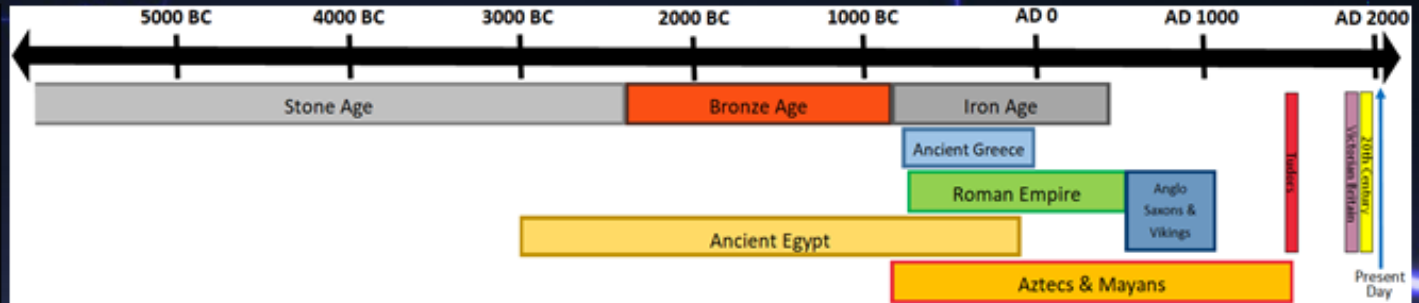 5000 BC 4000 BC 3000 BC 2000 BC 1000 BC AD 0 AD 1000 AD 2000
Stone Age Bronze Age Iron Age
Ancient Greece
Roman Empire
Anglo
Saxons &
Vikings
Ancient Egypt
Aztecs & Mayans
Tudors
Victorian Britain
20th Century
Present
Day